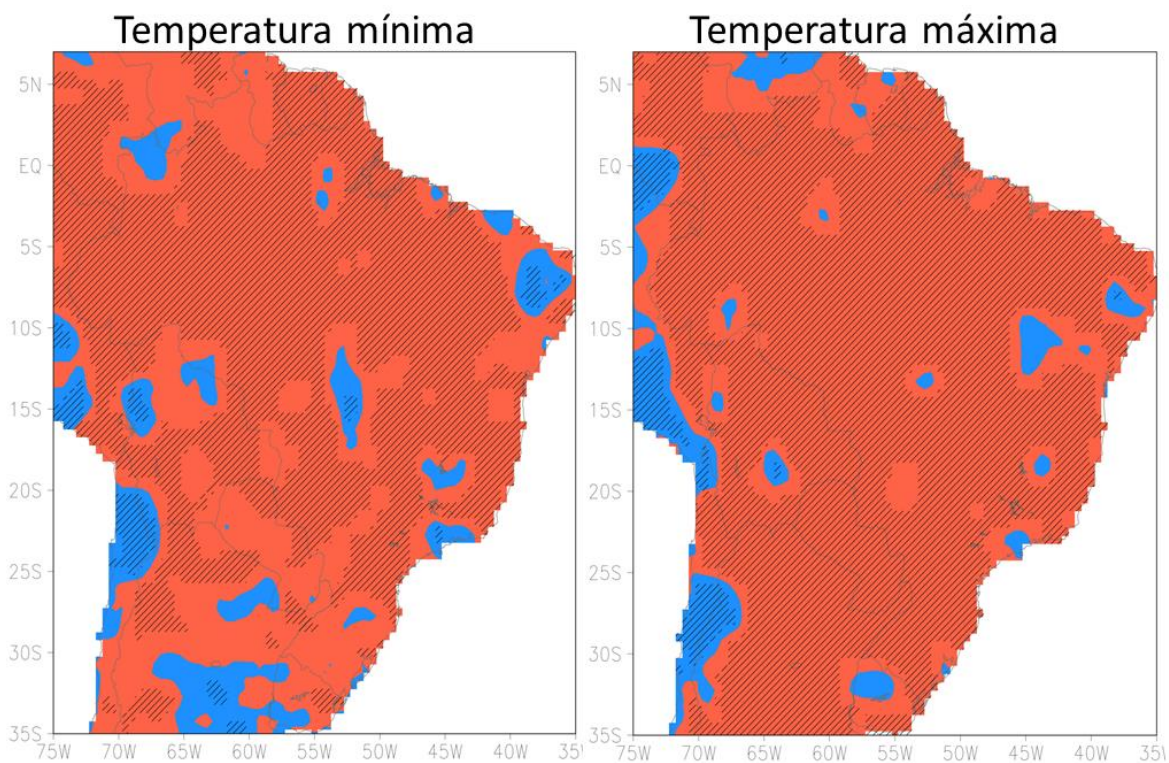 Temperatura mínima
Temperatura máxima
5N
EQ
5S
10S
15S
20S
25S
30S
35S
75W 70W 65W 60W 55W 50W 45W 40W 35W
5N
EQ
5S
10S
15S
20S
25S
30S
35S
75W 70W 65W 60W 55W 50W 45W 40W 35W